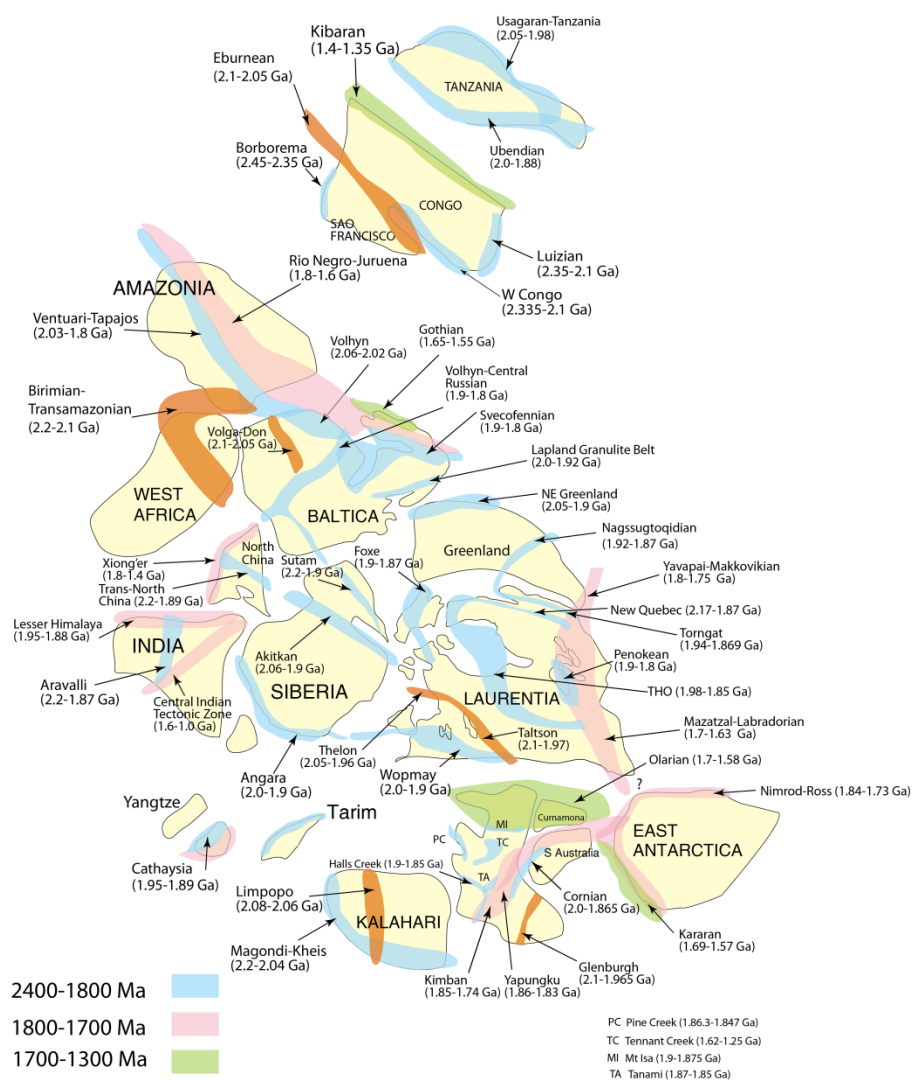 Usagaran-Tanzania
(2.05-1.98)
Kibaran
(1.4-1.35 Ga)
Eburnean
(2.1-2.05 Ga)
TANZANIA
Ubendian
(2.0-1.88)
Borborema
(2.45-2.35 Ga)
CONGO
SAO
FRANCISCO
Luizian
(2.35-2.1 Ga)
W Congo
(2.335-2.1 Ga)
Rio Negro-Juruena
(1.8-1.6 Ga)
AMAZONIA
Ventuari-Tapajos
(2.03-1.8 Ga)
Volhyn
(2.06-2.02 Ga)
Gothian
(1.65-1.55 Ga)
Volhyn-Central
Russian
(1.9-1.8 Ga)
Svecofennian
(1.9-1.8 Ga)
Birimian-
Transamazonian
(2.2-2.1 Ga)
Volga-Don
(2.1-2.05 Ga)
Lapland Granulite Belt
(2.0-1.92 Ga)
WEST
AFRICA
BALTICA
NE Greenland
(2.05-1.9 Ga)
Nagssugtoqidian
(1.92-1.87 Ga)
Greenland
Xiong'er
(1.8-1.4 Ga)
North
China
Trans-North
China (2.2-1.89 Ga)
Sutam
(2.2-1.9 Ga)
Foxe
(1.9-1.87 Ga)
Yavapai-Makkovikian
(1.8-1.75 Ga)
New Quebec (2.17-1.87 Ga)
Torngat
(1.94-1.869 Ga)
Lesser Himalaya
(1.95-1.88 Ga)
INDIA
Aravalli
(2.2-1.87 Ga)
Central Indian
Tectonic Zone
(1.6-1.0 Ga)
Akitkan
(2.06-1.9 Ga)
SIBERIA
Penokean
(1.9-1.8 Ga)
THO (1.98-1.85 Ga)
LAURENTIA
Taltson
(2.1-1.97)
Mazatzal-Labradorian
(1.7-1.63 Ga)
Thelon
(2.05-1.96 Ga)
Angara
(2.0-1.9 Ga)
Wopmay
(2.0-1.9 Ga)
Olarian (1.7-1.58 Ga)
?
Nimrod-Ross (1.84-1.73 Ga)
Yangtze
Tarim
Cathaysia
(1.95-1.89 Ga)
MI
Curnamona
PC
TC
S Australia
EAST
ANTARCTICA
Halls Creek (1.9-1.85 Ga)
TA
Limpopo
(2.08-2.06 Ga)
KALAHARI
Cornian
(2.0-1.865 Ga)
Magondi-Kheis
(2.2-2.04 Ga)
Kararan
(1.69-1.57 Ga)
Kimban
(1.85-1.74 Ga)
Yapungku
(1.86-1.83 Ga)
Glenburgh
(2.1-1.965 Ga)
2400-1800 Ma
1800-1700 Ma
1700-1300 Ma
PC Pine Creek (1.86.3-1.847 Ga)
TC Tennant Creek (1.62-1.25 Ga)
MI Mt Isa (1.9-1.875 Ga)
TA Tanami (1.87-1.85 Ga)